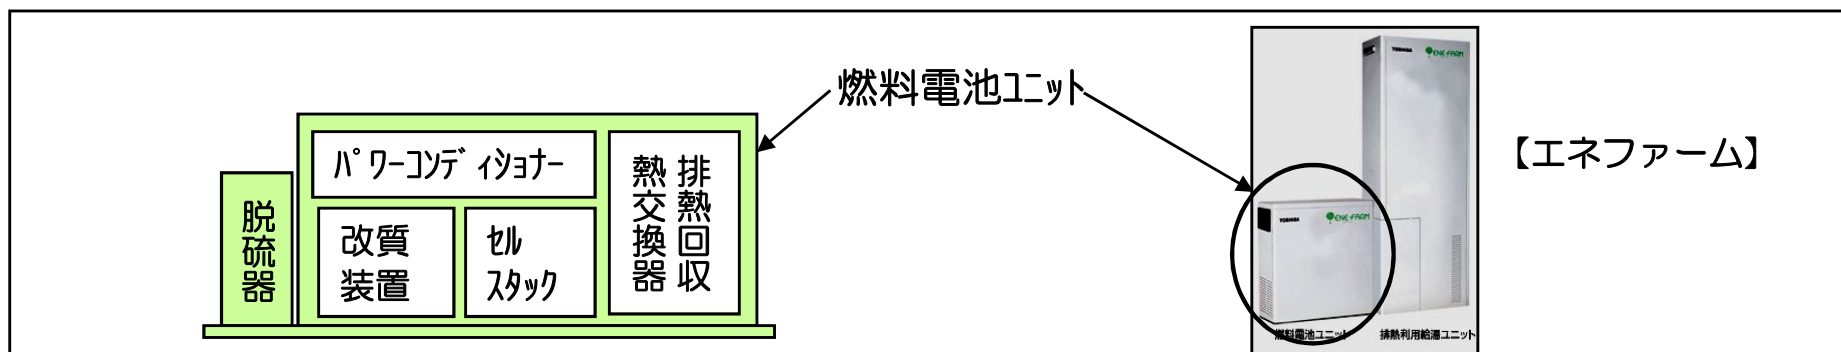 燃料電池ﾕﾆｯﾄ
ﾊﾟﾜｰｺﾝﾃﾞｨｼｮﾅｰ
排熱回収
熱交換器
脱硫器
改質
装置
ｾﾙ
ｽﾀｯｸ
TOSHIBA ENE-FARM
TOSHIBA ENE-FARM
燃料電池ユニット 排熱利用給湯ユニット
【エネファーム】